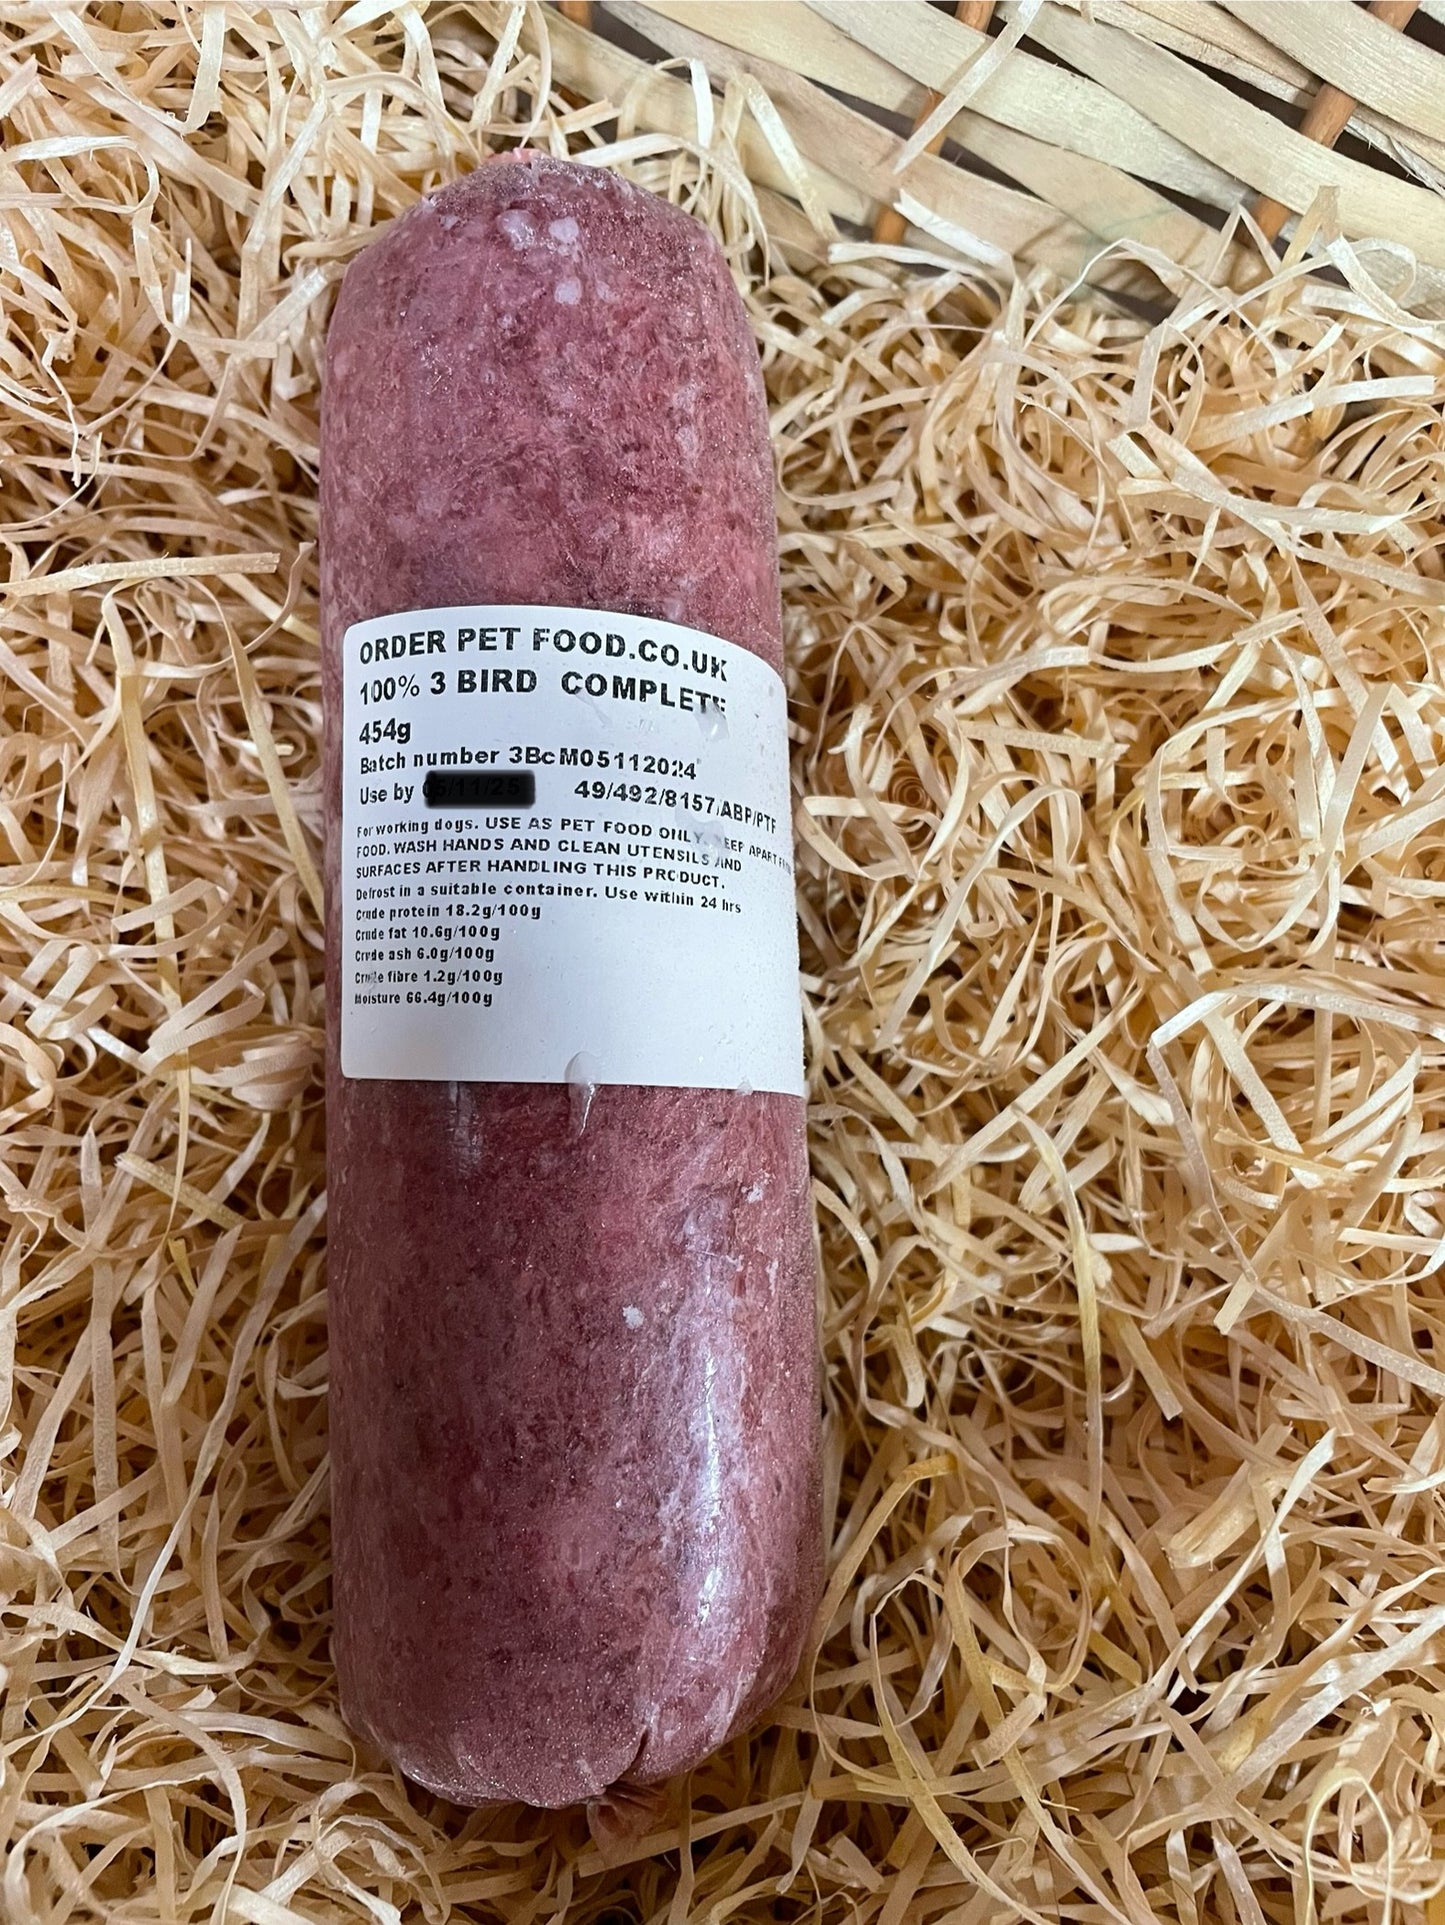 ORDER PET FOOD.CO.UK
100% 3 BIRD COMPLETE
454g
Batch number 3BcM05112024
Use by 49/492/8157/ABP/PTF
For working dogs. USE AS PET FOOD ONLY. KEEP APART
FOOD. WASH HANDS AND CLEAN UTENSILS AND
SURFACES AFTER HANDLING THIS PRODUCT.
Defrost in a suitable container. Use within 24 hrs
Crude protein 18.2g/100g
Crude fat 10.6g/100g
Crude ash 6.0g/100g
Crude fibre 1.2g/100g
Moisture 66.4g/100g